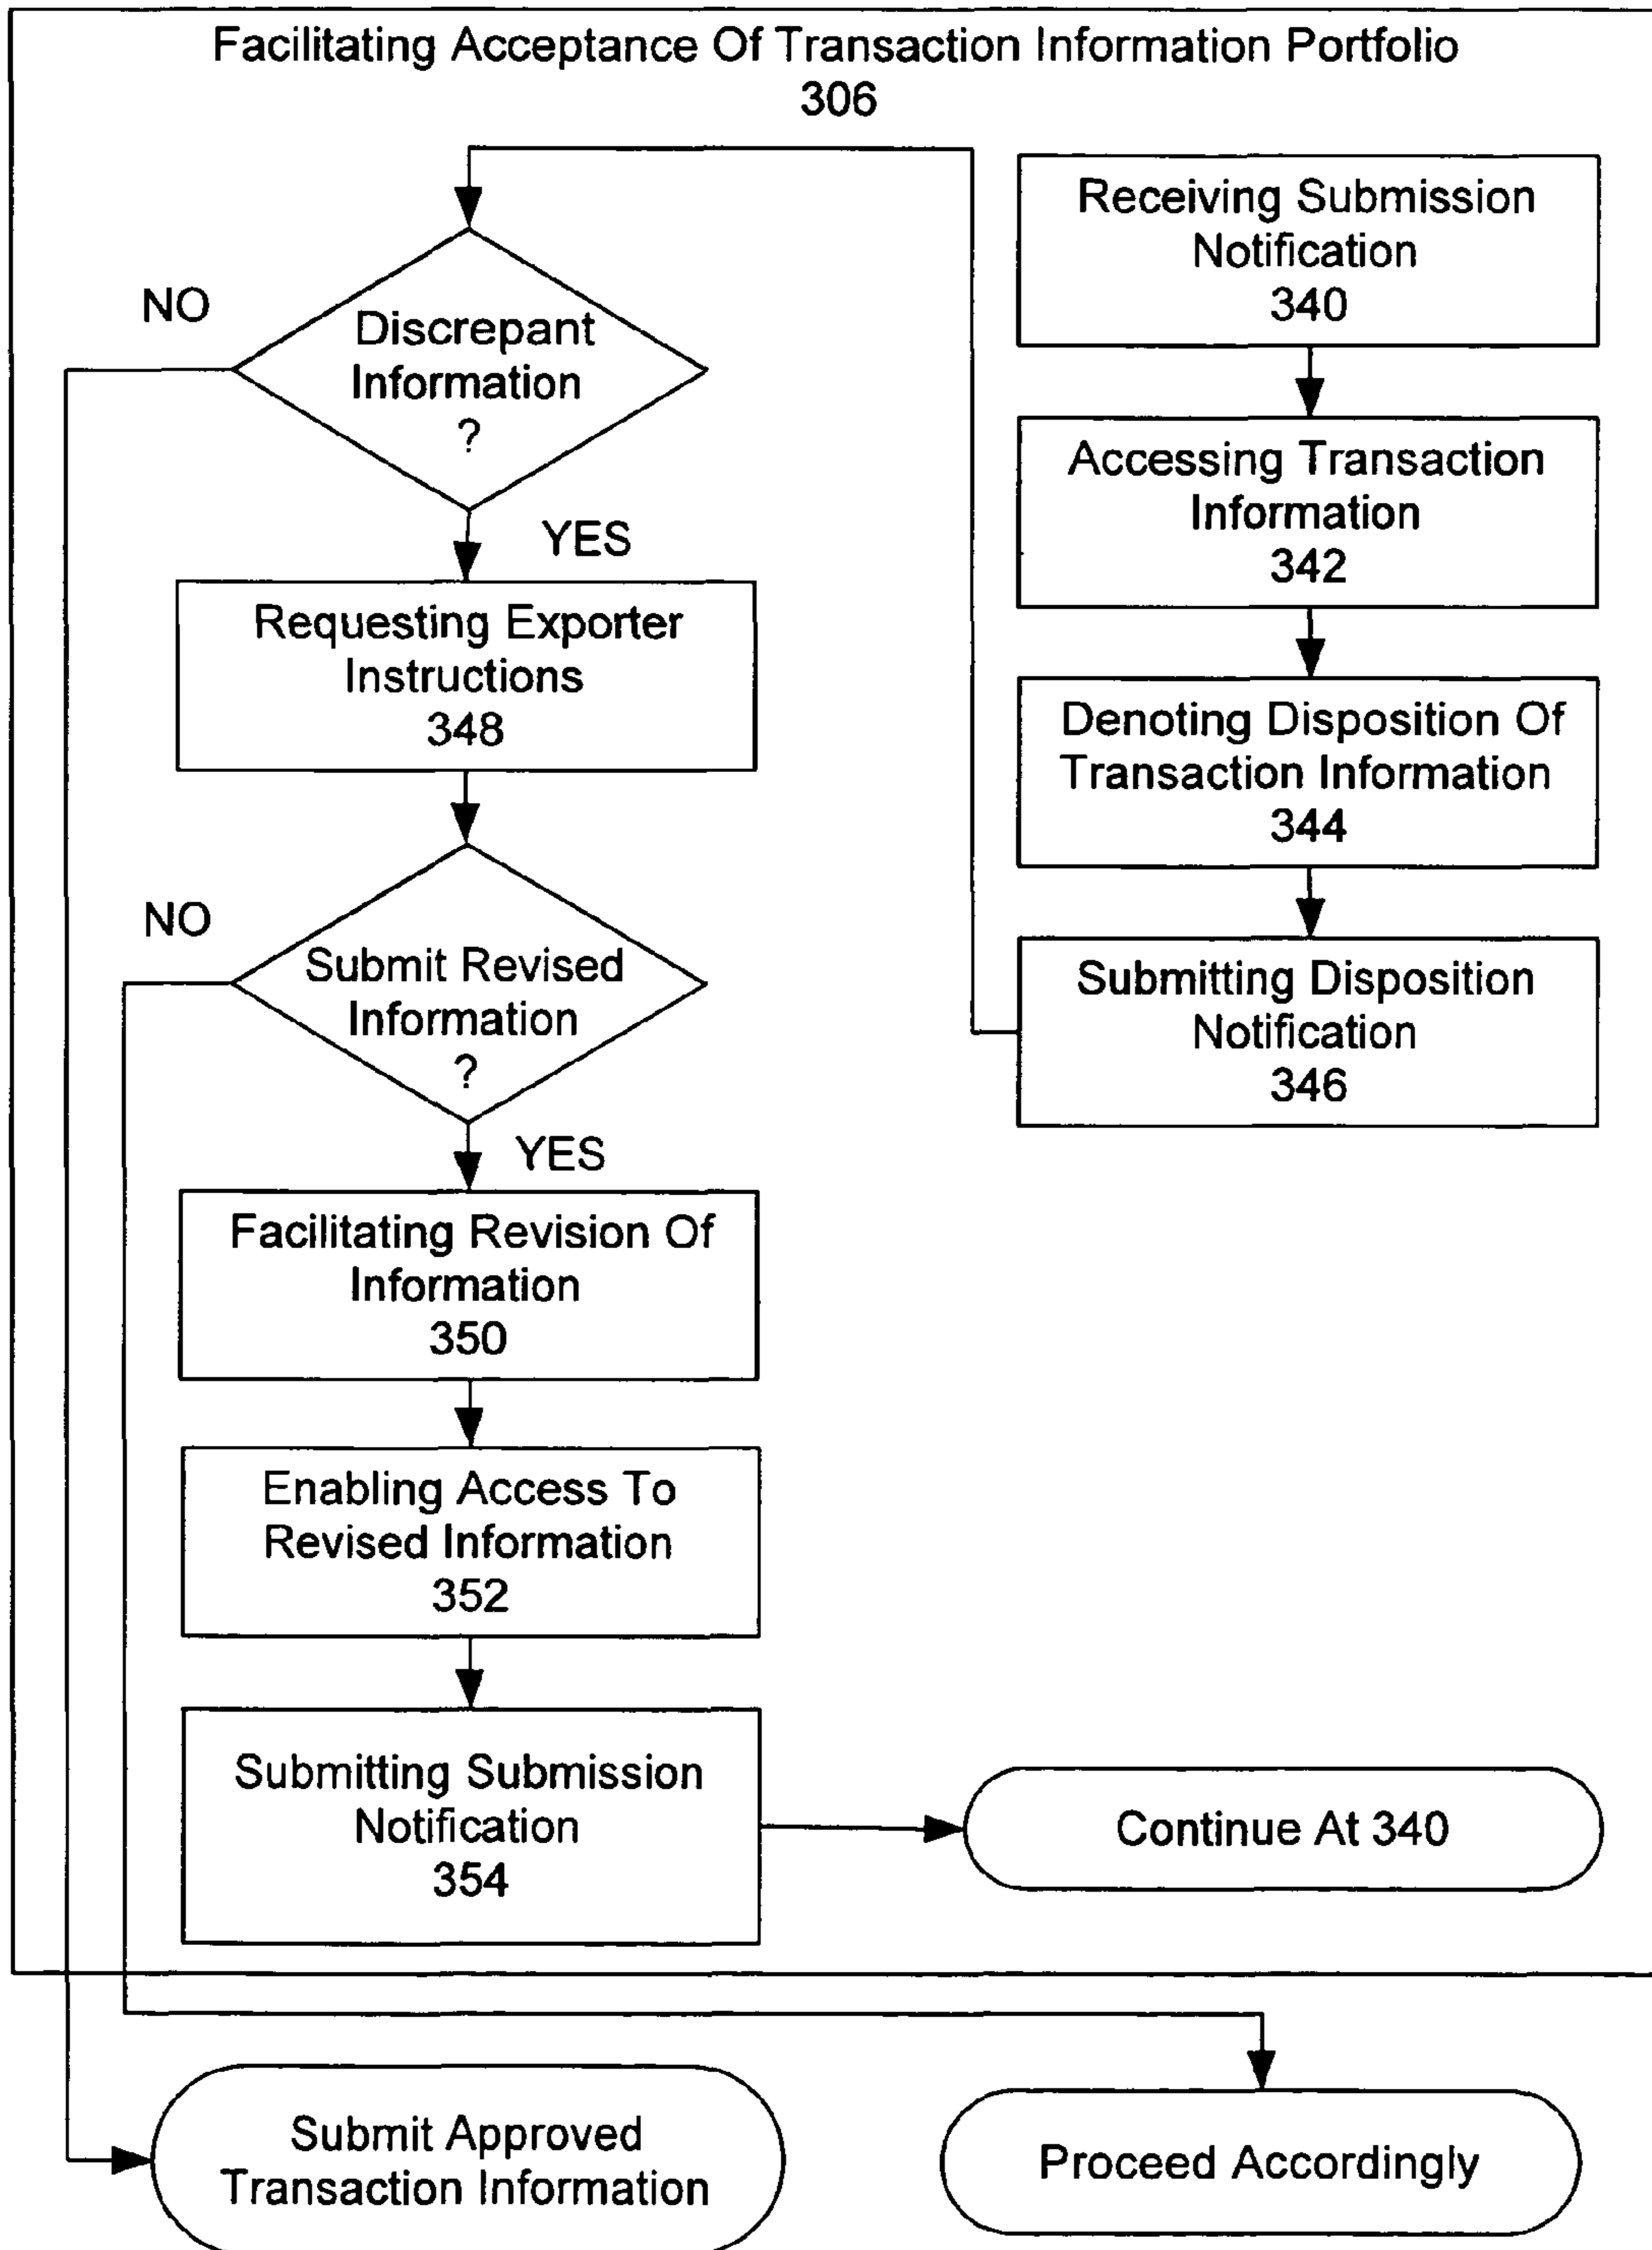 Facilitating Acceptance Of Transaction Information Portfolio
306
Receiving Submission
Notification
340
Accessing Transaction
Information
342
Denoting Disposition Of
Transaction Information
344
Submitting Disposition
Notification
346
NO
Discrepant
Information
?
YES
Requesting Exporter
Instructions
348
NO
Submit Revised
Information
?
YES
Facilitating Revision Of
Information
350
Enabling Access To
Revised Information
352
Submitting Submission
Notification
354
Continue At 340
Submit Approved
Transaction Information
Proceed Accordingly